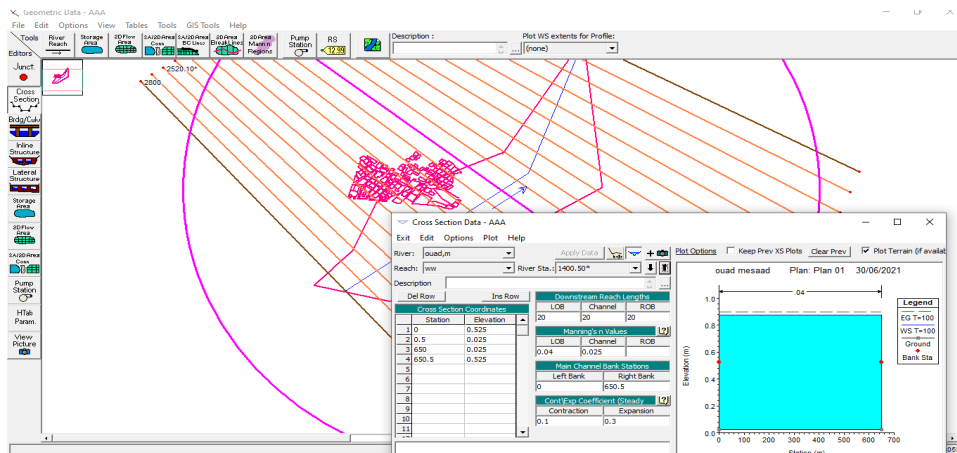 Geometric Data - AAA
File Edit Options View Tables Tools GIS Tools Help
Tools
Editors
River
Reach
Storage
Area
2D Flow
Area
SA/2D Area
Conn
SA/2D Area
BC Lines
2D Area
BreakLines
2D Area
Mann n
Regions
Pump
Station
RS
Description :
...
Plot WS extents for Profile:
(none)
Junct.
Cross
Section
Brdg/Culv
Inline
Structure
Lateral
Structure
Storage
Area
2D Flow
Area
SA/2D Area
Conn
Pump
Station
HTab
Param.
View
Picture
2520.10*
2800
Cross Section Data - AAA
Exit Edit Options Plot Help
River: ouad,m
Apply Data
Plot Options
Keep Prev XS Plots
Clear Prev
Plot Terrain (if availab
Reach: ww
River Sta.: 1400.50*
Description
...
Del Row
Ins Row
Cross Section Coordinates
Station Elevation
1 0 0.525
2 0.5 0.025
3 650 0.025
4 650.5 0.525
5
6
7
8
9
10
11
Downstream Reach Lengths
LOB Channel ROB
20 20 20
Manning's n Values
LOB Channel ROB
0.04 0.025
Main Channel Bank Stations
Left Bank Right Bank
0 650.5
Cont\Exp Coefficient (Steady
Contraction Expansion
0.1 0.3
ouad mesaad Plan: Plan 01 30/06/2021
.04
Elevation (m)
1.0
0.8
0.6
0.4
0.2
0.0
0 100 200 300 400 500 600 700
Station (m)
Legend
EG T=100
WS T=100
Ground
Bank Sta